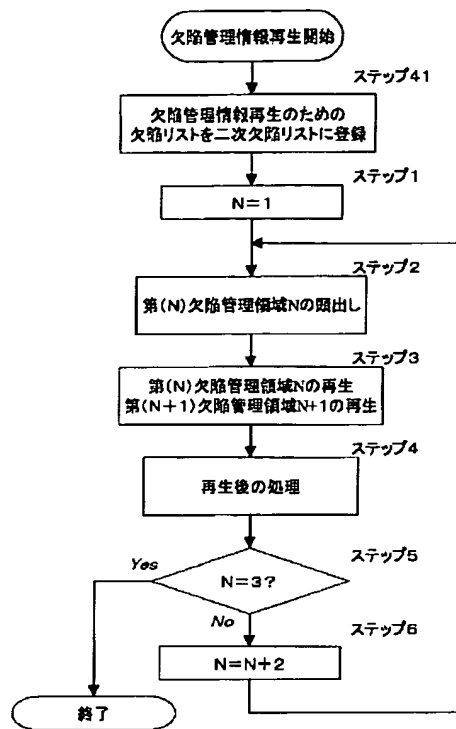 欠陥管理情報再生開始
ステップ41
欠陥管理情報再生のための
欠陥リストを二次欠陥リストに登録
ステップ1
N=1
ステップ2
第(N)欠陥管理領域Nの頭出し
ステップ3
第(N)欠陥管理領域Nの再生
第(N+1)欠陥管理領域N+1の再生
ステップ4
再生後の処理
ステップ5
Yes
N=3?
No
ステップ6
N=N+2
終了